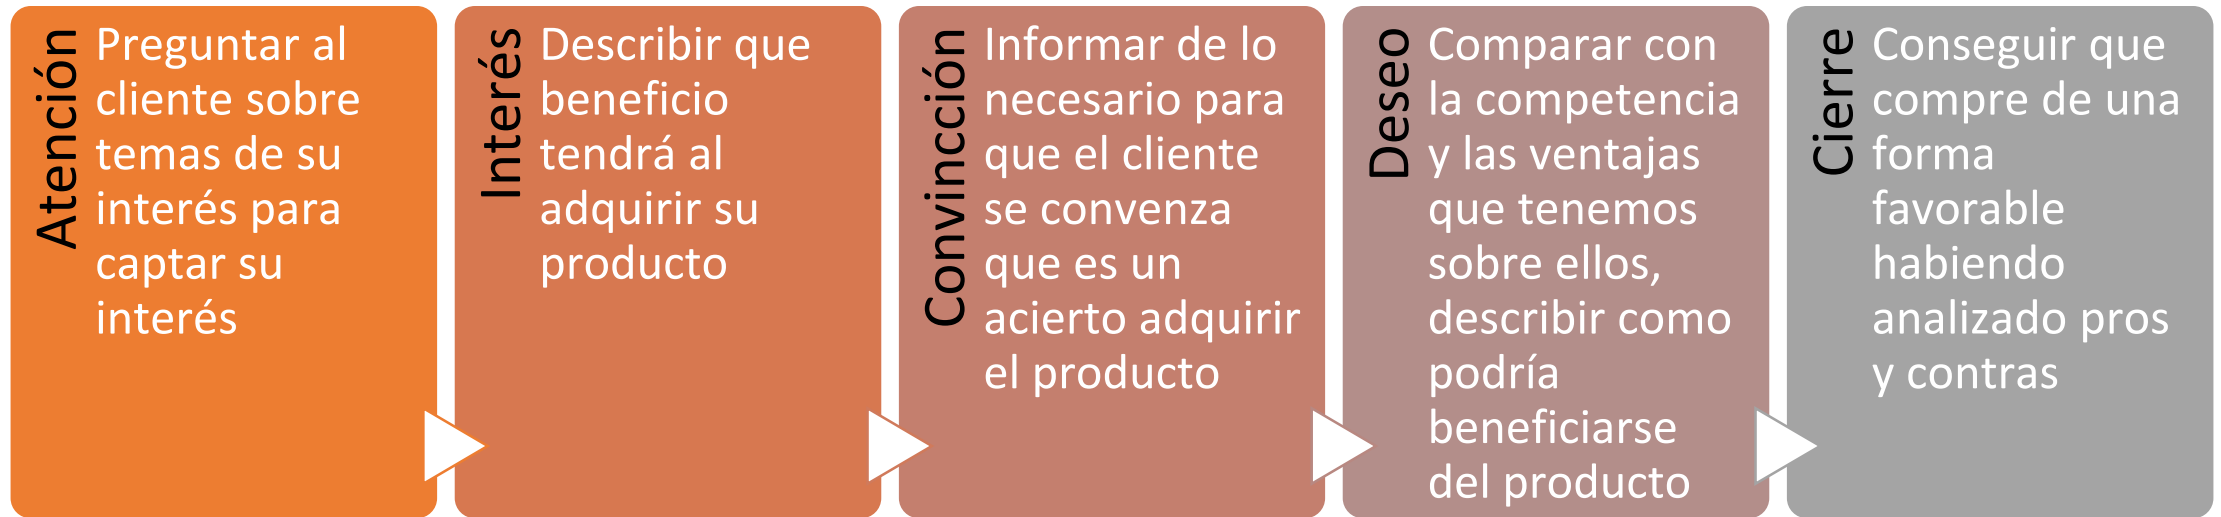 Atención
Preguntar al
cliente sobre
temas de su
interés para
captar su
interés
Interés
Describir que
beneficio
tendrá al
adquirir su
producto
Convincción
Informar de lo
necesario para
que el cliente
se convenza
que es un
acierto adquirir
el producto
Deseo
Comparar con
la competencia
y las ventajas
que tenemos
sobre ellos,
describir como
podría
beneficiarse
del producto
Cierre
Conseguir que
compre de una
forma
favorable
habiendo
analizado pros
y contras